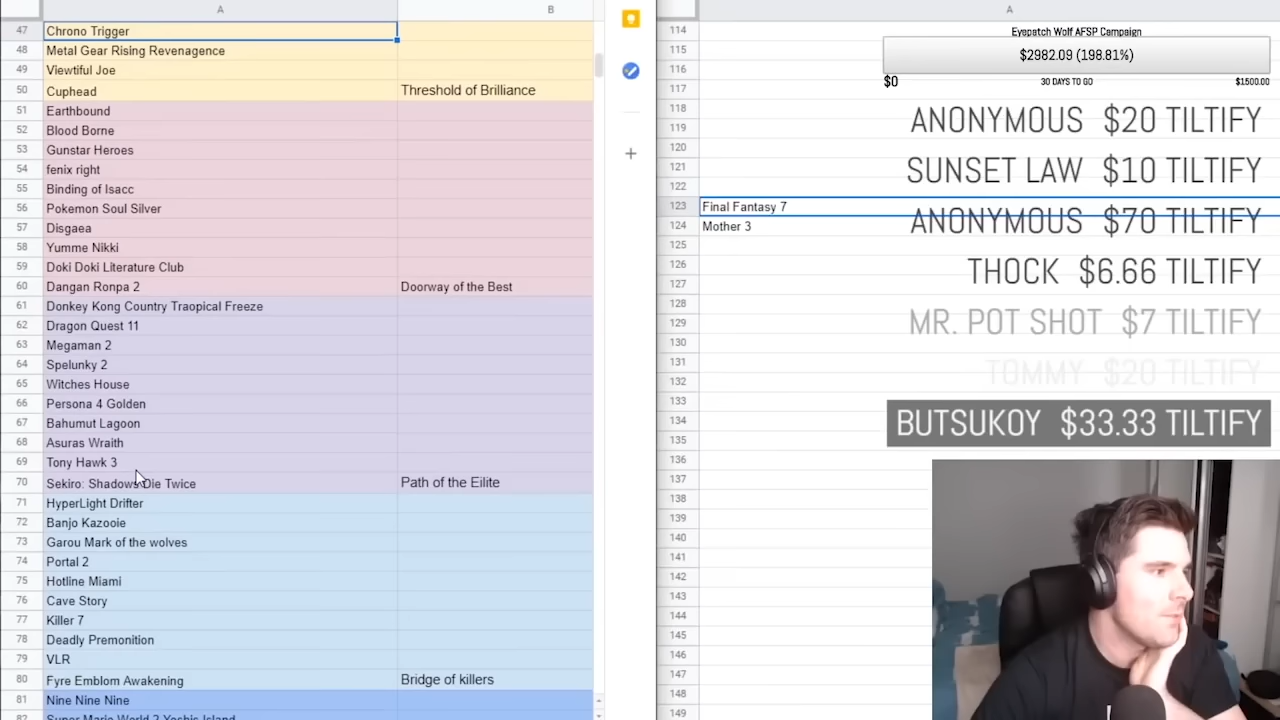 A
B
47 Chrono Trigger
48 Metal Gear Rising Revenagence
49 Viewtiful Joe
50 Cuphead Threshold of Brilliance
51 Earthbound
52 Blood Borne
53 Gunstar Heroes
54 fenix right
55 Binding of Isacc
56 Pokemon Soul Silver
57 Disgaea
58 Yumme Nikki
59 Doki Doki Literature Club
60 Dangan Ronpa 2 Doorway of the Best
61 Donkey Kong Country Traopical Freeze
62 Dragon Quest 11
63 Megaman 2
64 Spelunky 2
65 Witches House
66 Persona 4 Golden
67 Bahumut Lagoon
68 Asuras Wraith
69 Tony Hawk 3
70 Sekiro: Shadows Die Twice Path of the Eilite
71 HyperLight Drifter
72 Banjo Kazooie
73 Garou Mark of the wolves
74 Portal 2
75 Hotline Miami
76 Cave Story
77 Killer 7
78 Deadly Premonition
79 VLR
80 Fyre Emblom Awakening Bridge of killers
81 Nine Nine Nine
82 Super Mario World 2 Yoshis Island
A
114
115
116
117
118
119
120
121
122
123 Final Fantasy 7
124 Mother 3
125
126
127
128
129
130
131
132
133
134
135
136
137
138
139
140
141
142
143
144
145
146
147
148
149
Eyepatch Wolf AFSP Campaign
$2982.09 (198.81%)
$0 30 DAYS TO GO $1500.00
ANONYMOUS $20 TILTIFY
SUNSET LAW $10 TILTIFY
ANONYMOUS $70 TILTIFY
THOCK $6.66 TILTIFY
MR. POT SHOT $7 TILTIFY
TOMMY $20 TILTIFY
BUTSUKOY $33.33 TILTIFY